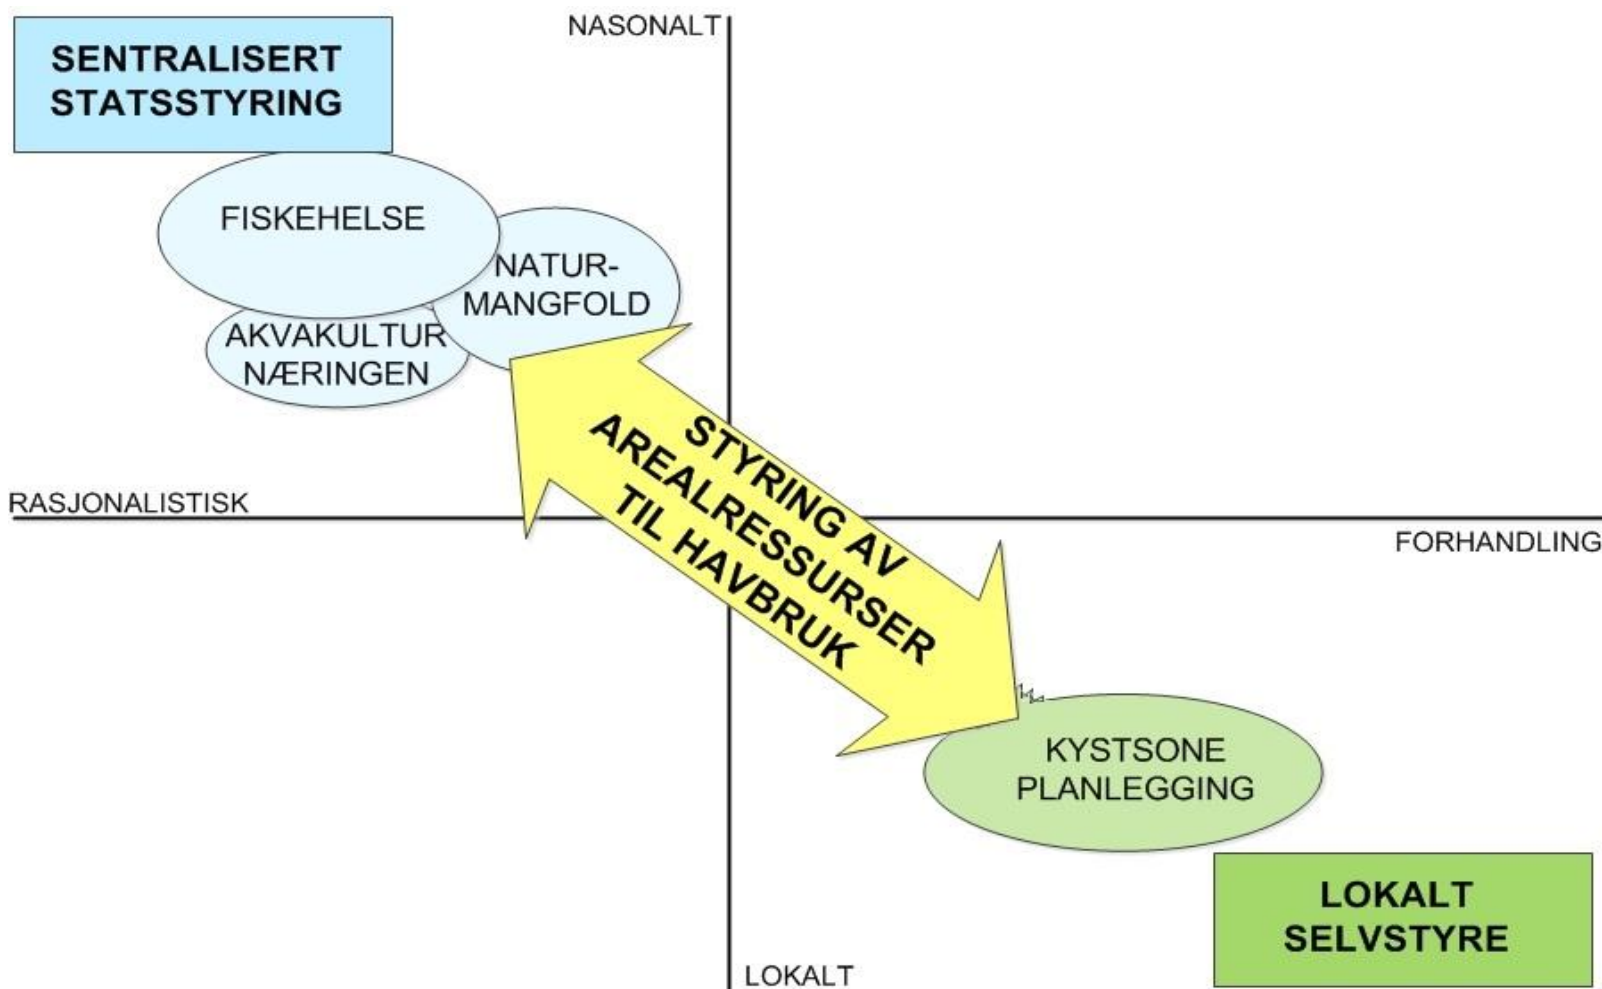 NASONALT
SENTRALISERT
STATSSTYRING
FISKEHELSE
NATUR-
MANGFOLD
AKVAKULTUR
NÆRINGEN
RASJONALISTISK
FORHANDLING
STYRING AV
AREALRESSURSER
TIL HAVBRUK
KYSTSONE
PLANLEGGING
LOKALT
SELVSTYRE
LOKALT